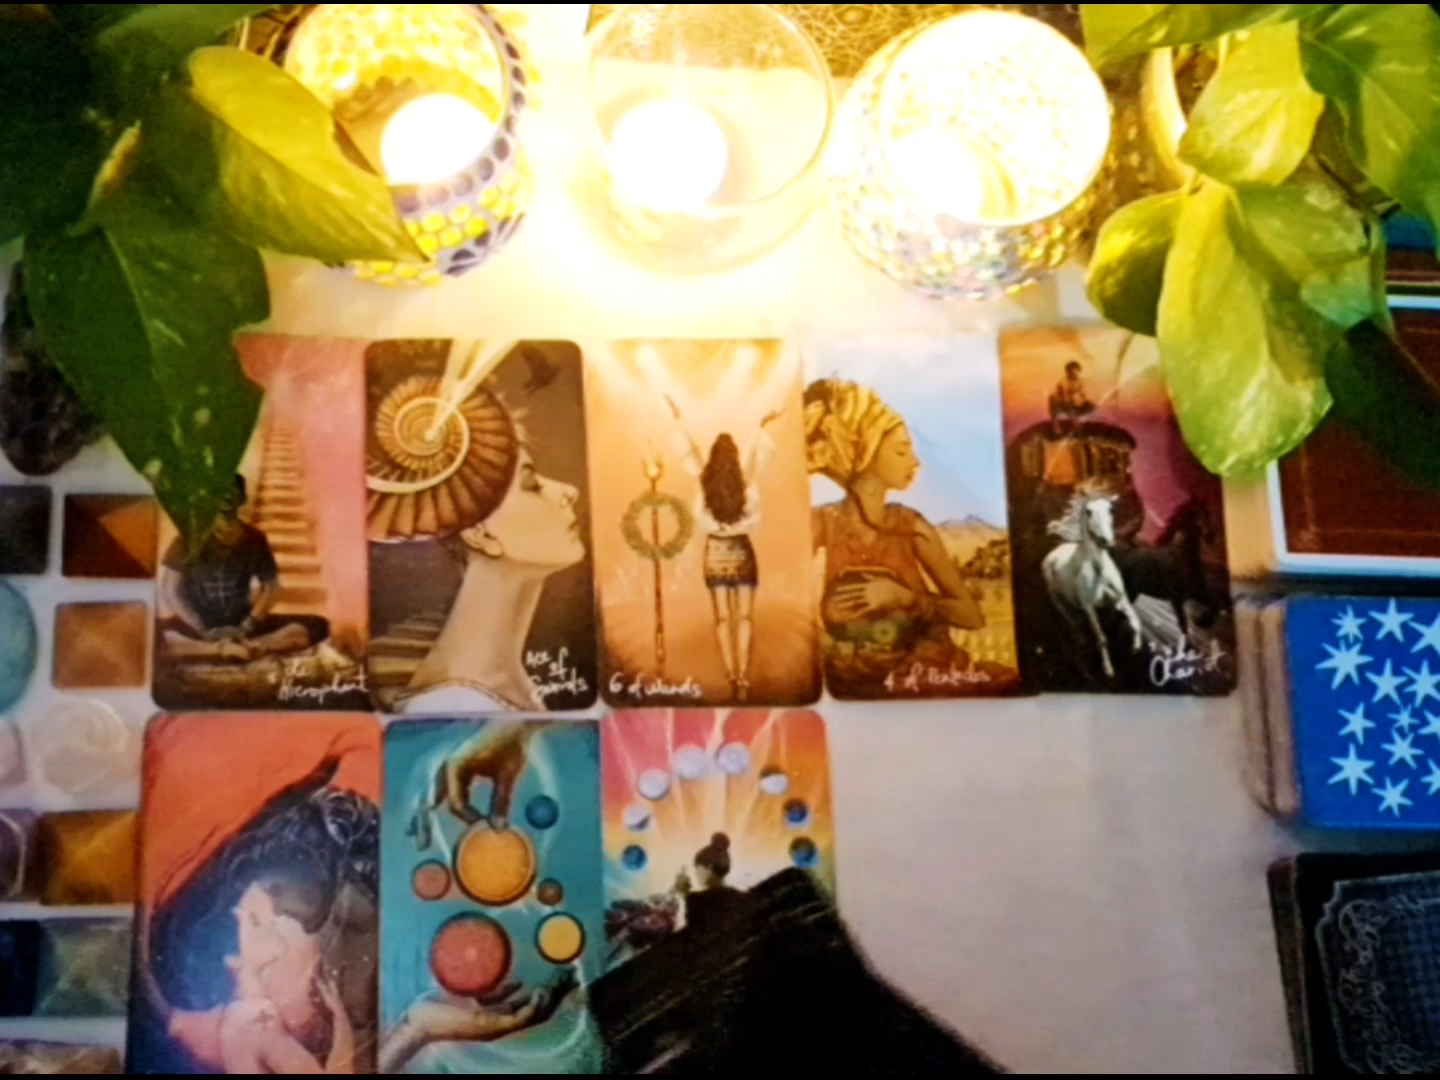 the
Hierophant
Ace
of
Swords
6 of wands
4 of Pentacles
The
Chariot